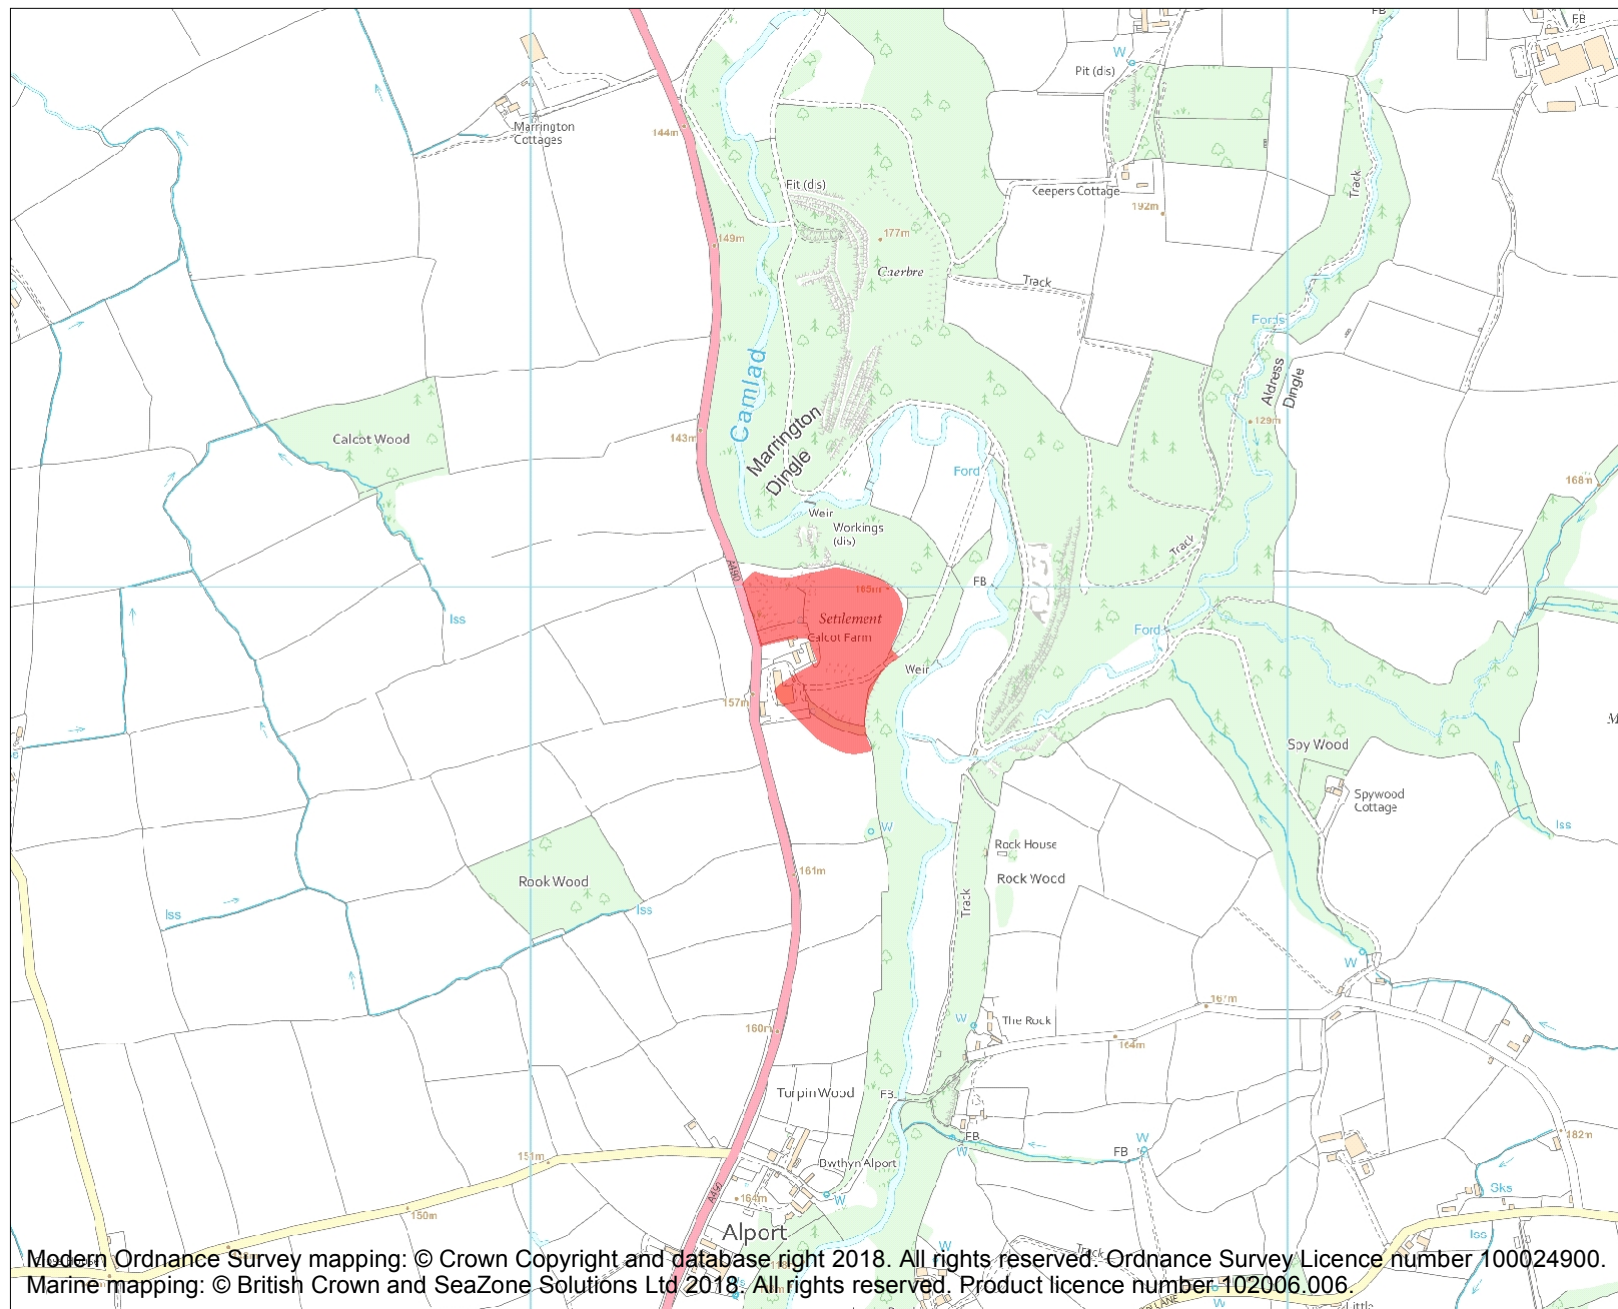 FB
FB
W
Pit (dis)
Marrington
Cottages
144m
Track
Pit (dis)
Keepers Cottage
192m
149m
177m
Caerbre
Track
Fords
Camlad
Aldress
Dingle
Marrington
Dingle
129m
Calcot Wood
143m
Ford
168m
Weir
Workings
(dis)
Track
A490
FB
Iss
Settlement
Calcot Farm
Ford
Weir
157m
M
Spy Wood
Spywood
Cottage
W
Iss
Rock House
161m
Rook Wood
Rock Wood
Track
Iss
Iss
W
W
The Rock
160m
164m
Turpin Wood
FB
FB
W
FB
W
182m
151m
Bwthyn Alport
A490
164m
W
Sks
150m
Alport
W
Track
Iss
Modern Ordnance Survey mapping: © Crown Copyright and database right 2018. All rights reserved. Ordnance Survey Licence number 100024900.
Marine mapping: © British Crown and SeaZone Solutions Ltd 2018. All rights reserved. Product licence number 102006.006.
LANE
Little
W